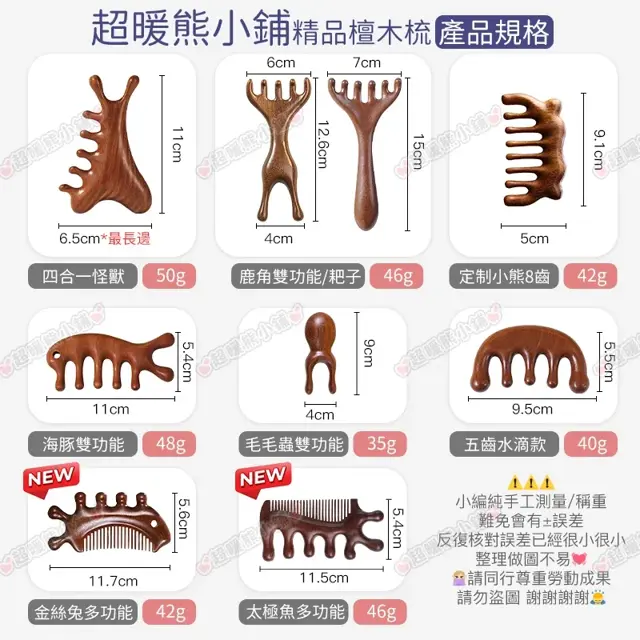 超暖熊小鋪精品檀木梳 產品規格
11cm
6.5cm*最長邊
四合一怪獸 50g
6cm 7cm
12.6cm
15cm
4cm
鹿角雙功能/耙子 46g
9.1cm
5cm
定制小熊8齒 42g
5.4cm
11cm
海豚雙功能 48g
9cm
4cm
毛毛蟲雙功能 35g
5.5cm
9.5cm
五齒水滴款 40g
NEW
5.6cm
11.7cm
金絲兔多功能 42g
NEW
5.4cm
11.5cm
太極魚多功能 46g
小編純手工測量/稱重
難免會有±誤差
反復核對誤差已經很小很小
整理做圖不易💓
🙇🏼‍♀️請同行尊重勞動成果
請勿盜圖 謝謝謝謝🙇
超暖熊小鋪